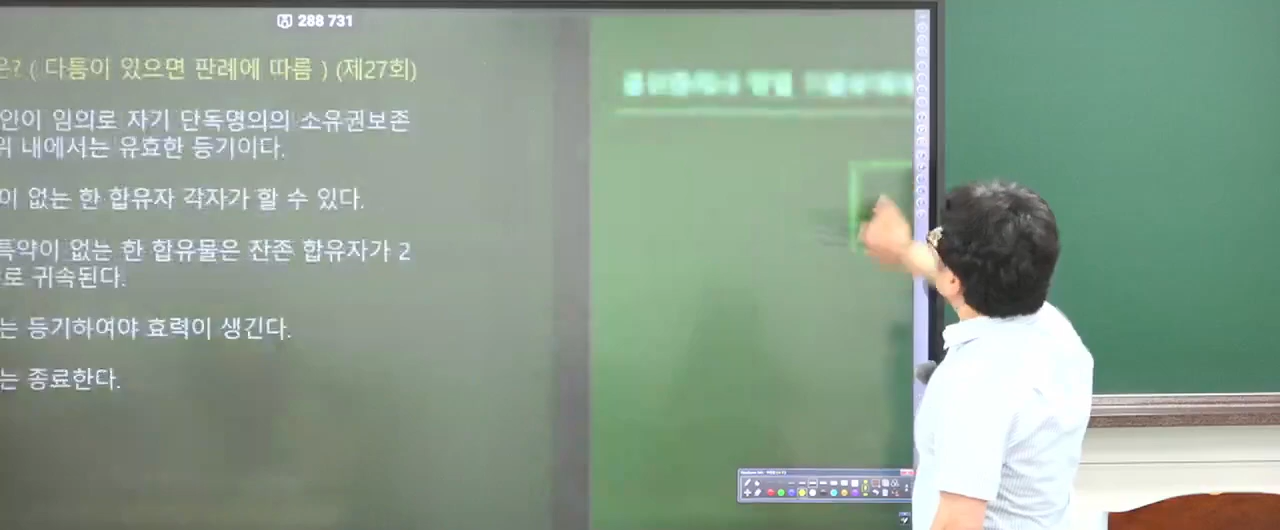 288 731
은? ( 다툼이 있으면 판례에 따름 ) (제27회)
인이 임의로 자기 단독명의의 소유권보존
위 내에서는 유효한 등기이다.
이 없는 한 합유자 각자가 할 수 있다.
특약이 없는 한 합유물은 잔존 합유자가 2
로 귀속된다.
는 등기하여야 효력이 생긴다.
는 종료한다.